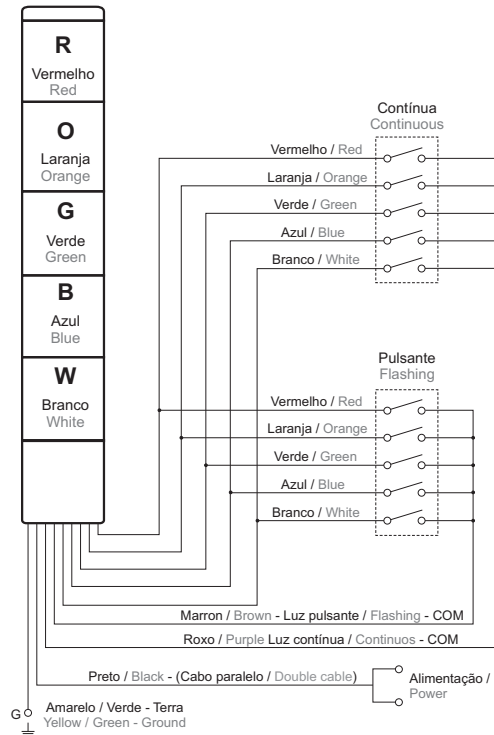 R
Vermelho
Red
O
Laranja
Orange
G
Verde
Green
B
Azul
Blue
W
Branco
White
Contínua
Continuous
Vermelho / Red
Laranja / Orange
Verde / Green
Azul / Blue
Branco / White
Pulsante
Flashing
Vermelho / Red
Laranja / Orange
Verde / Green
Azul / Blue
Branco / White
Marron / Brown - Luz pulsante / Flashing - COM
Roxo / Purple Luz contínua / Continuos - COM
Preto / Black - (Cabo paralelo / Double cable)
Alimentação /
Power
G
Amarelo / Verde - Terra
Yellow / Green - Ground